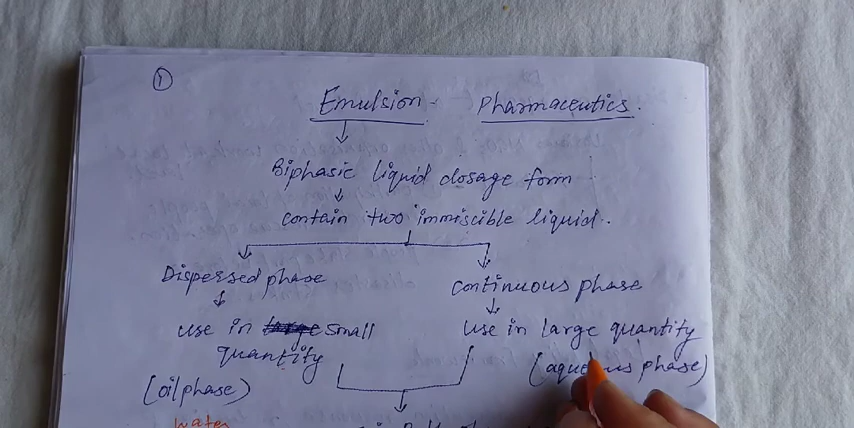 1
Emulsion - Pharmaceutics.
Biphasic liquid dosage form
contain two immiscible liquid.
Dispersed phase
continuous phase
use in small
quantity
(oil phase)
use in large quantity
(aqueous phase)
water